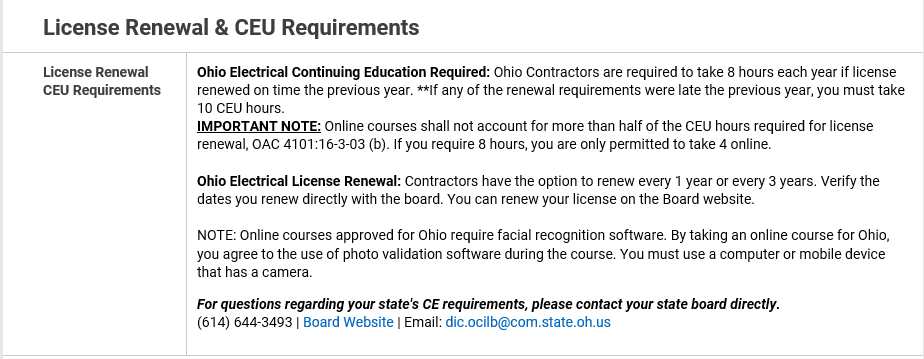 License Renewal & CEU Requirements
License Renewal
CEU Requirements
Ohio Electrical Continuing Education Required: Ohio Contractors are required to take 8 hours each year if license
renewed on time the previous year. **If any of the renewal requirements were late the previous year, you must take
10 CEU hours.
IMPORTANT NOTE: Online courses shall not account for more than half of the CEU hours required for license
renewal, OAC 4101:16-3-03 (b). If you require 8 hours, you are only permitted to take 4 online.
Ohio Electrical License Renewal: Contractors have the option to renew every 1 year or every 3 years. Verify the
dates you renew directly with the board. You can renew your license on the Board website.
NOTE: Online courses approved for Ohio require facial recognition software. By taking an online course for Ohio,
you agree to the use of photo validation software during the course. You must use a computer or mobile device
that has a camera.
For questions regarding your state's CE requirements, please contact your state board directly.
(614) 644-3493 | Board Website | Email: dic.ocilb@com.state.oh.us